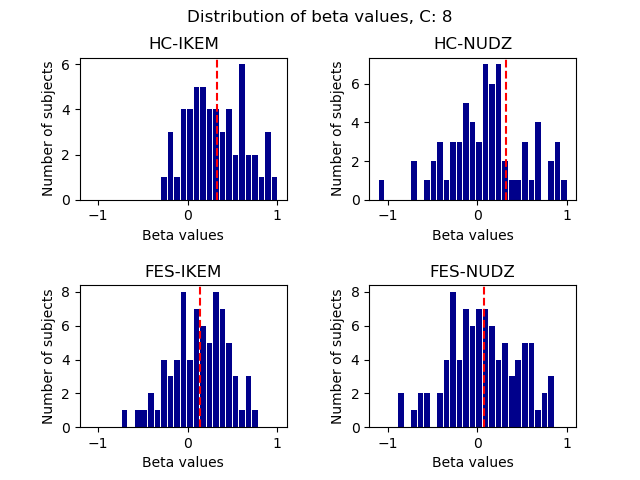 Distribution of beta values, C: 8
HC-IKEM
HC-NUDZ
Number of subjects
6
4
2
0
−1
0
1
Beta values
Number of subjects
6
4
2
0
−1
0
1
Beta values
FES-IKEM
FES-NUDZ
Number of subjects
8
6
4
2
0
−1
0
1
Beta values
Number of subjects
8
6
4
2
0
−1
0
1
Beta values